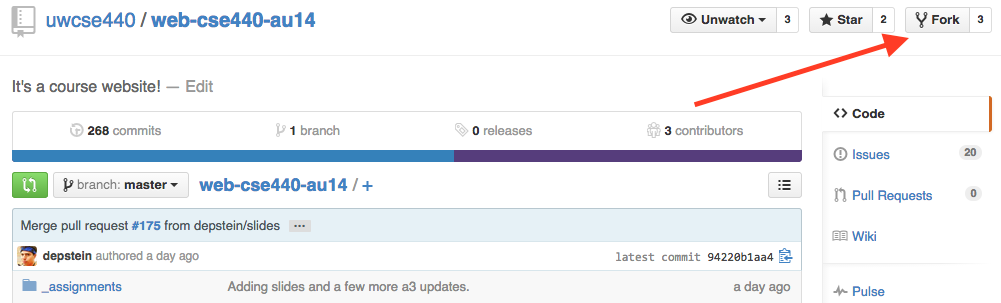 uwcse440 / web-cse440-au14
Unwatch 3 Star 2 Fork 3
It's a course website! — Edit
268 commits 1 branch 0 releases 3 contributors
branch: master web-cse440-au14 / +
Merge pull request #175 from depstein/slides ...
depstein authored a day ago latest commit 94220b1aa4
_assignments Adding slides and a few more a3 updates. a day ago
Code
Issues 20
Pull Requests 0
Wiki
Pulse